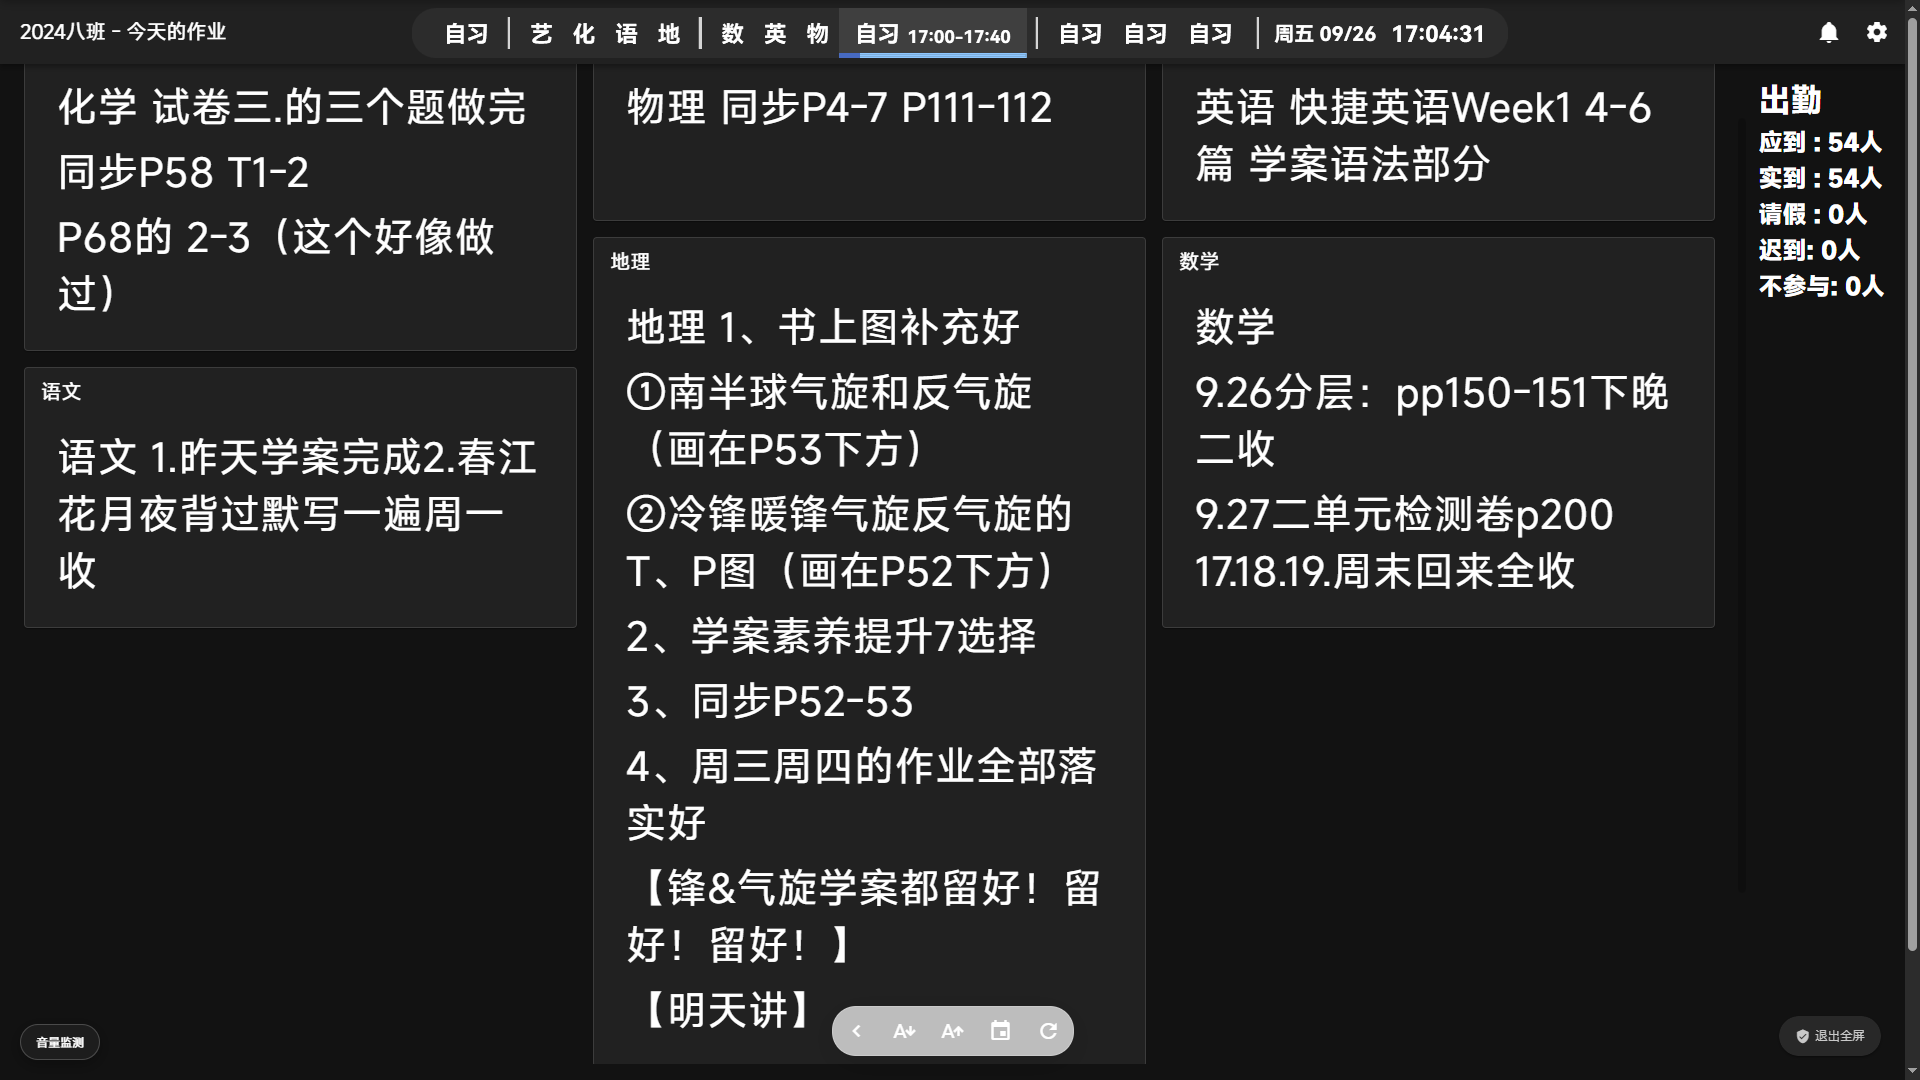 2024八班 - 今天的作业
自习 艺 化 语 地 数 英 物 自习 17:00-17:40 自习 自习 自习 周五 09/26 17:04:31
化学 试卷三.的三个题做完
同步P58 T1-2
P68的 2-3（这个好像做
过）
语文
语文 1.昨天学案完成2.春江
花月夜背过默写一遍周一
收
物理 同步P4-7 P111-112
地理
地理 1、书上图补充好
①南半球气旋和反气旋
（画在P53下方）
②冷锋暖锋气旋反气旋的
T、P图（画在P52下方）
2、学案素养提升7选择
3、同步P52-53
4、周三周四的作业全部落
实好
【锋&气旋学案都留好！留
好！留好！】
【明天讲】
英语 快捷英语Week1 4-6
篇 学案语法部分
数学
数学
9.26分层：pp150-151下晚
二收
9.27二单元检测卷p200
17.18.19.周末回来全收
出勤
应到 : 54人
实到 : 54人
请假 : 0人
迟到: 0人
不参与: 0人
音量监测
A A
退出全屏